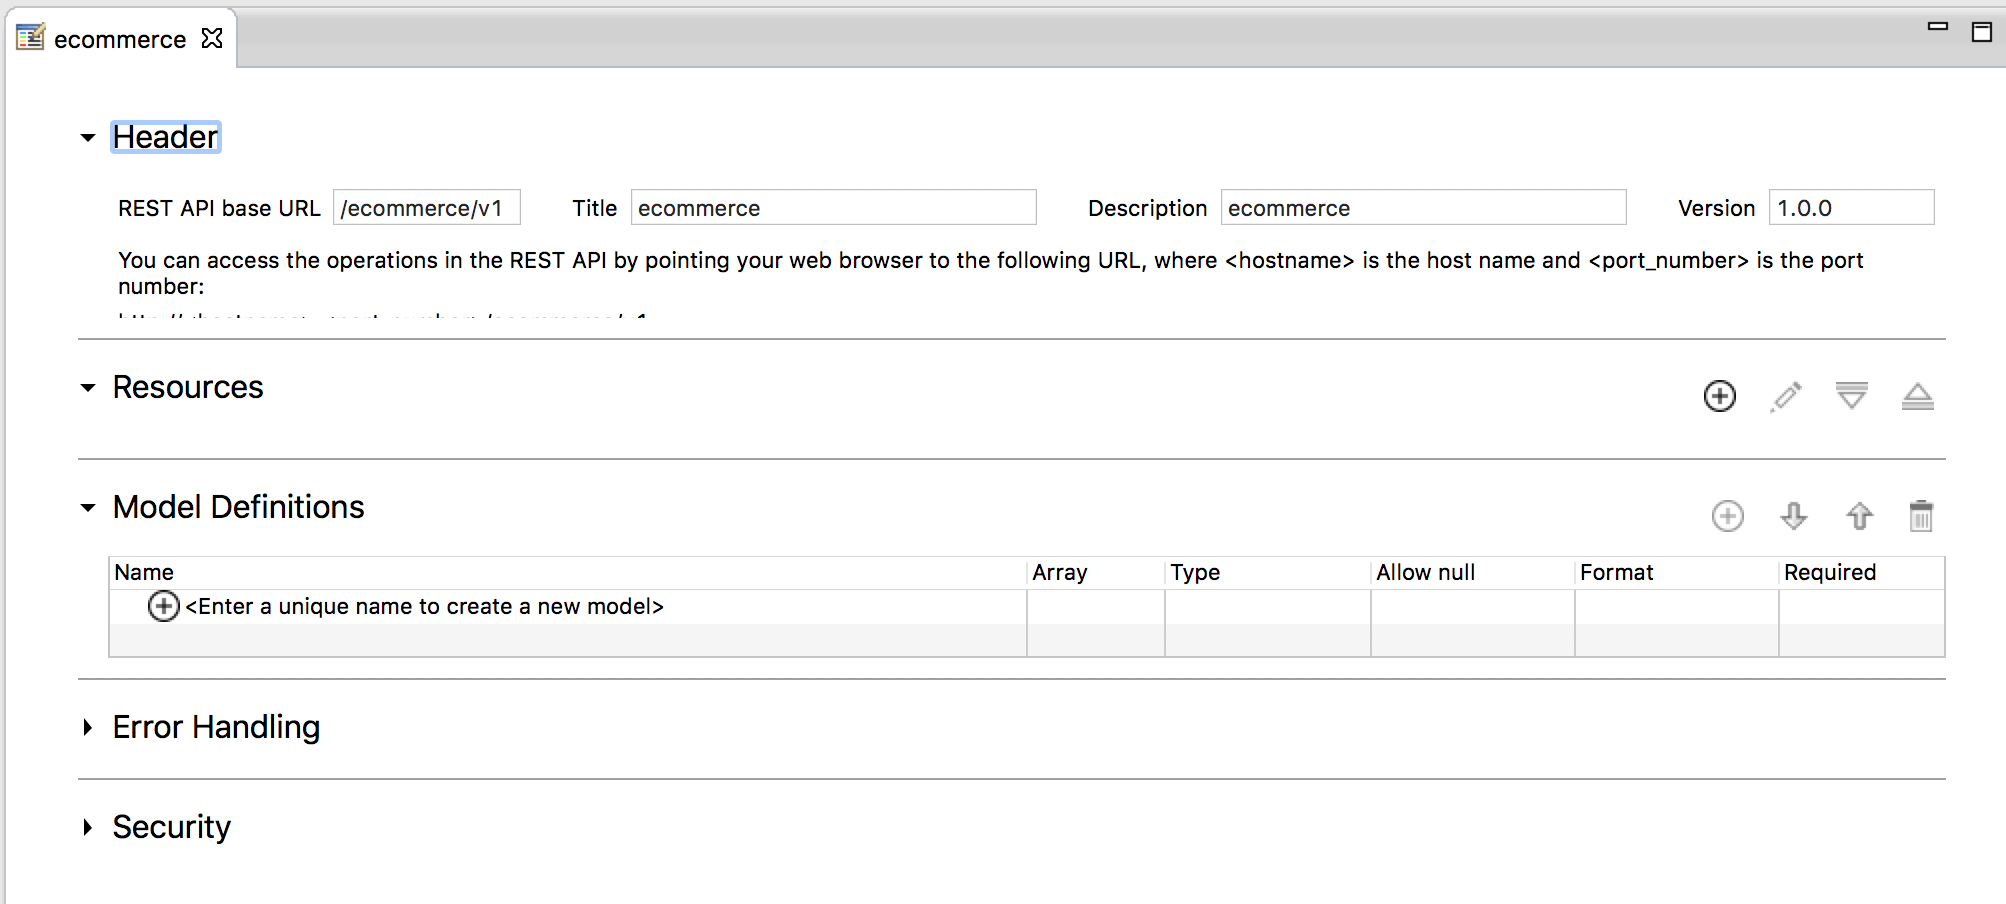 ecommerce
Header
REST API base URL /ecommerce/v1 Title ecommerce Description ecommerce Version 1.0.0
You can access the operations in the REST API by pointing your web browser to the following URL, where <hostname> is the host name and <port_number> is the port
number:
Resources
Model Definitions
Name Array Type Allow null Format Required
<Enter a unique name to create a new model>
Error Handling
Security